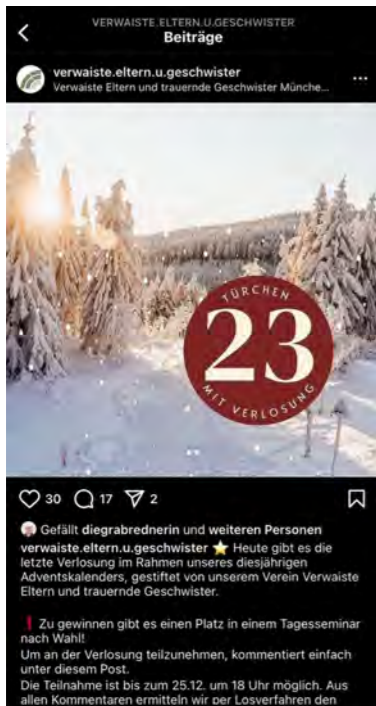 VERWAISTE.ELTERN.U.GESCHWISTER
Beiträge
verwaiste.eltern.u.geschwister
Verwaiste Eltern und trauernde Geschwister Münche...
TÜRCHEN
23
MIT VERLOSUNG
30 17 2
Gefällt diegrabrednerin und weiteren Personen
verwaiste.eltern.u.geschwister ⭐ Heute gibt es die
letzte Verlosung im Rahmen unseres diesjährigen
Adventskalenders, gestiftet von unserem Verein Verwaiste
Eltern und trauernde Geschwister.
❗ Zu gewinnen gibt es einen Platz in einem Tagesseminar
nach Wahl!
Um an der Verlosung teilzunehmen, kommentiert einfach
unter diesem Post.
Die Teilnahme ist bis zum 25.12. um 18 Uhr möglich. Aus
allen Kommentaren ermitteln wir per Losverfahren den